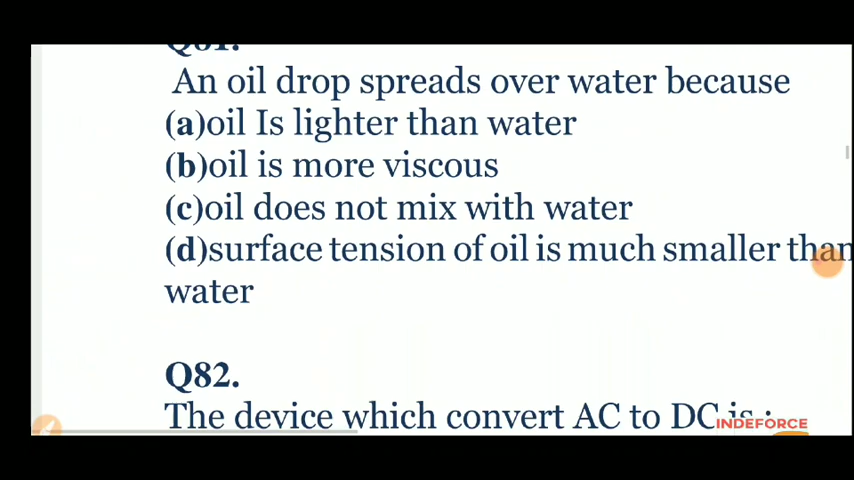 Q81.
An oil drop spreads over water because
(a)oil Is lighter than water
(b)oil is more viscous
(c)oil does not mix with water
(d)surface tension of oil is much smaller than
water
Q82.
The device which convert AC to DC is :
INDEFORCE